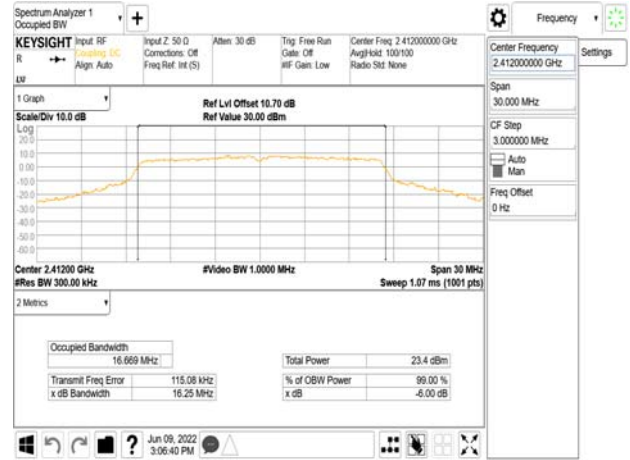 Spectrum Analyzer 1
Occupied BW
Frequency
KEYSIGHT
R
LXI
Input: RF
Coupling: DC
Align: Auto
Input Z: 50 Ω
Corrections: Off
Freq Ref: Int (S)
Atten: 30 dB
Trig: Free Run
Gate: Off
#IF Gain: Low
Center Freq: 2.412000000 GHz
Avg|Hold: 100/100
Radio Std: None
Center Frequency
2.412000000 GHz
Settings
Span
30.000 MHz
CF Step
3.000000 MHz
Auto
Man
Freq Offset
0 Hz
1 Graph
Scale/Div 10.0 dB
Ref Lvl Offset 10.70 dB
Ref Value 30.00 dBm
Log
20.0
10.0
0.00
-10.0
-20.0
-30.0
-40.0
-50.0
-60.0
Center 2.41200 GHz
#Res BW 300.00 kHz
#Video BW 1.0000 MHz
Span 30 MHz
Sweep 1.07 ms (1001 pts)
2 Metrics
Occupied Bandwidth
16.669 MHz
Transmit Freq Error 115.08 kHz
x dB Bandwidth 16.25 MHz
Total Power 23.4 dBm
% of OBW Power 99.00 %
x dB -6.00 dB
?
Jun 09, 2022
3:06:40 PM